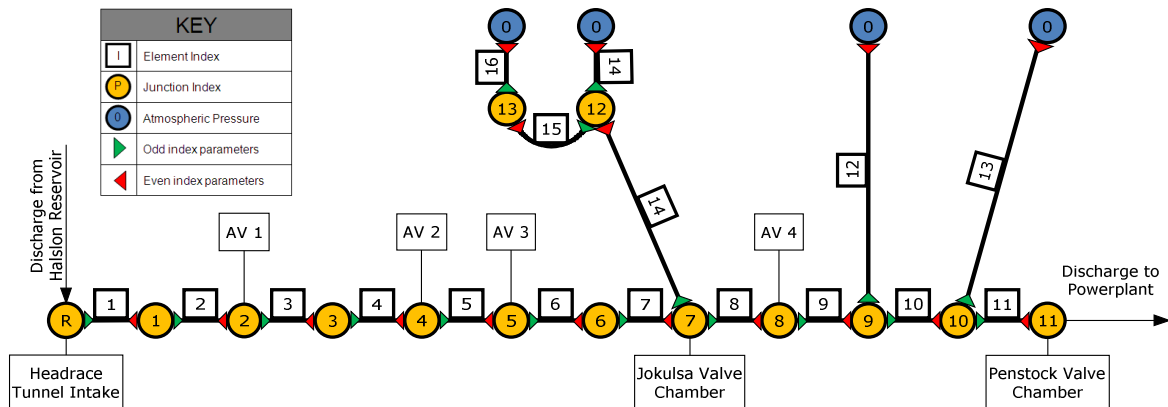 KEY
I Element Index
P Junction Index
0 Atmospheric Pressure
Odd index parameters
Even index parameters
Discharge from
Halslon Reservoir
0 0 0 0
16 14
13 12
15
12 13
14
AV 1 AV 2 AV 3 AV 4
Discharge to
Powerplant
R 1 1 2 2 3 3 4 4 5 5 6 6 7 7 8 8 9 9 10 10 11 11
Headrace
Tunnel Intake
Jokulsa Valve
Chamber
Penstock Valve
Chamber